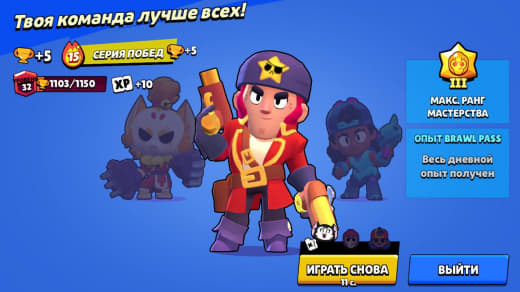 Твоя команда лучше всех!
+5
15 СЕРИЯ ПОБЕД +5
32 1103/1150 XP +10
III
МАКС. РАНГ
МАСТЕРСТВА
ОПЫТ BRAWL PASS
Весь дневной
опыт получен
ИГРАТЬ СНОВА
11 с.
ВЫЙТИ